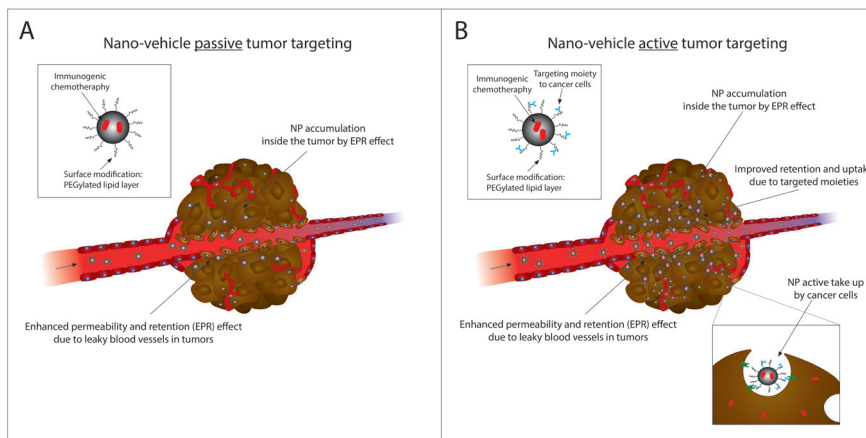 A
Nano-vehicle passive tumor targeting
Immunogenic
chemotheraphy
Surface modification:
PEGylated lipid layer
NP accumulation
inside the tumor by EPR effect
Enhanced permeability and retention (EPR) effect
due to leaky blood vessels in tumors
B
Nano-vehicle active tumor targeting
Immunogenic
chemotheraphy
Targeting moiety
to cancer cells
Surface modification:
PEGylated lipid layer
NP accumulation
inside the tumor by EPR effect
Improved retention and uptak
due to targeted moieties
Enhanced permeability and retention (EPR) effect
due to leaky blood vessels in tumors
NP active take up
by cancer cells